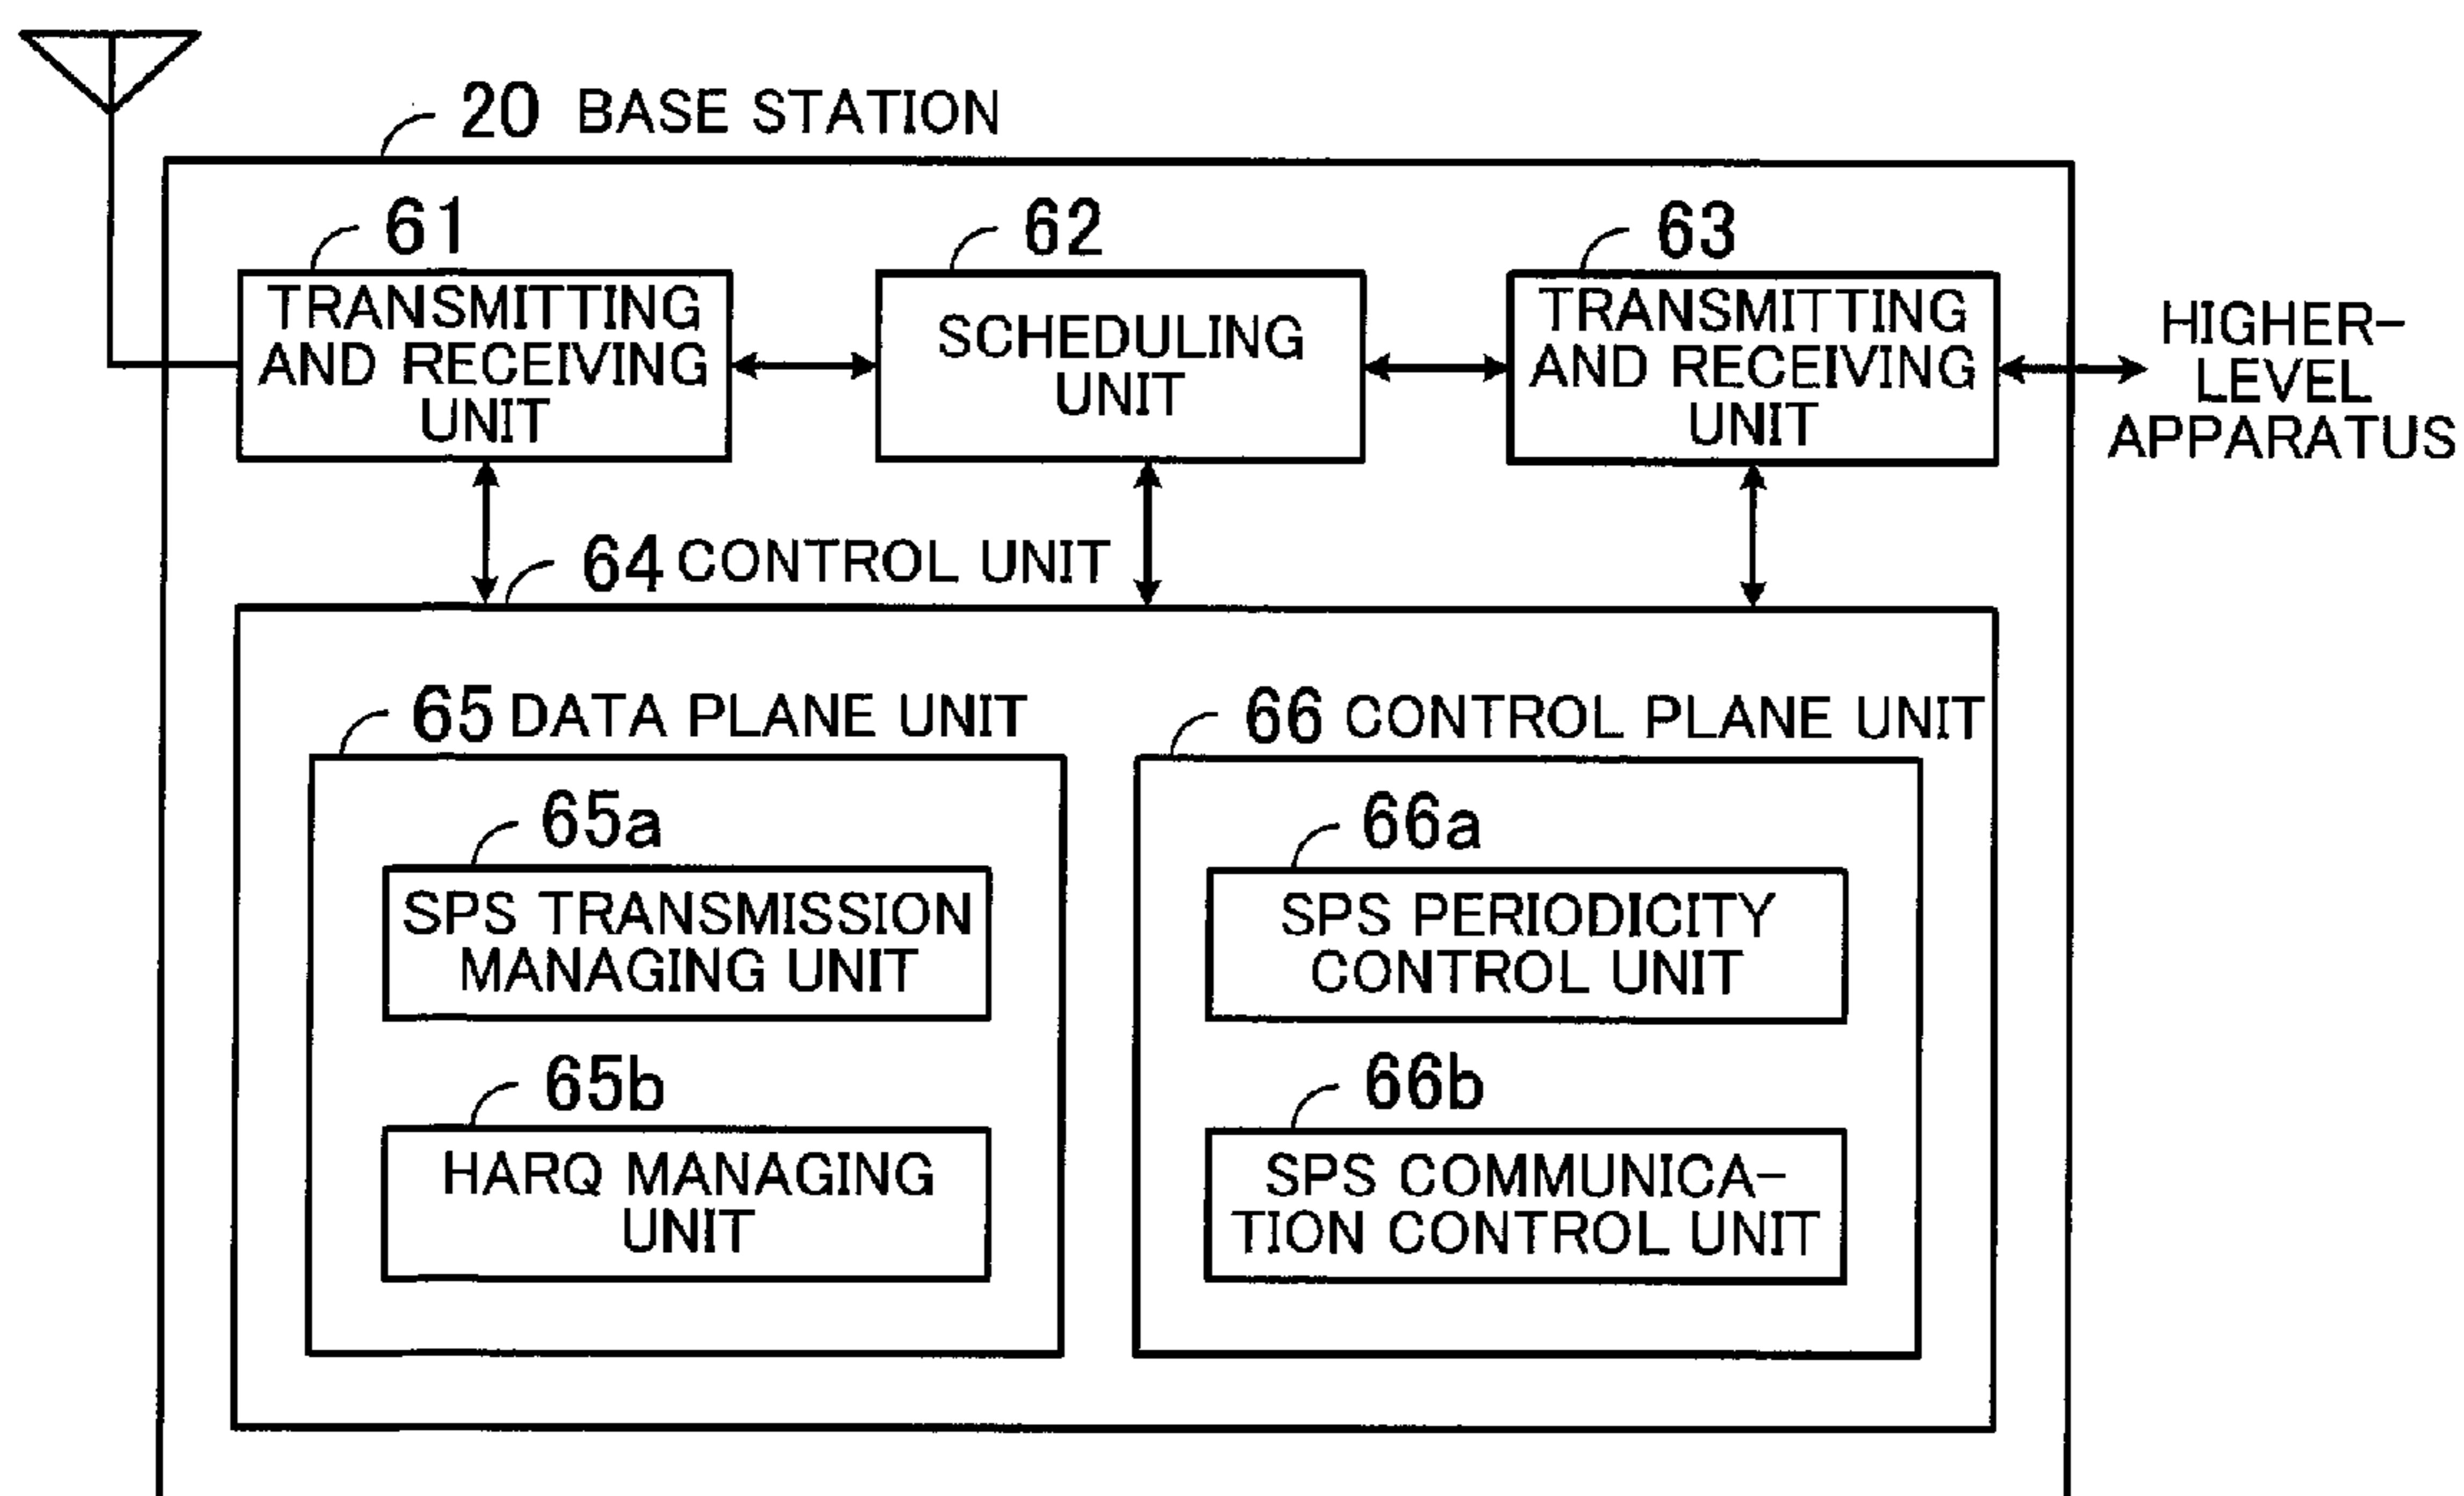 20 BASE STATION
61
62
63
TRANSMITTING
AND RECEIVING
UNIT
SCHEDULING
UNIT
TRANSMITTING
AND RECEIVING
UNIT
HIGHER-
LEVEL
APPARATUS
64 CONTROL UNIT
65 DATA PLANE UNIT
66 CONTROL PLANE UNIT
65a
SPS TRANSMISSION
MANAGING UNIT
65b
HARQ MANAGING
UNIT
66a
SPS PERIODICITY
CONTROL UNIT
66b
SPS COMMUNICA-
TION CONTROL UNIT